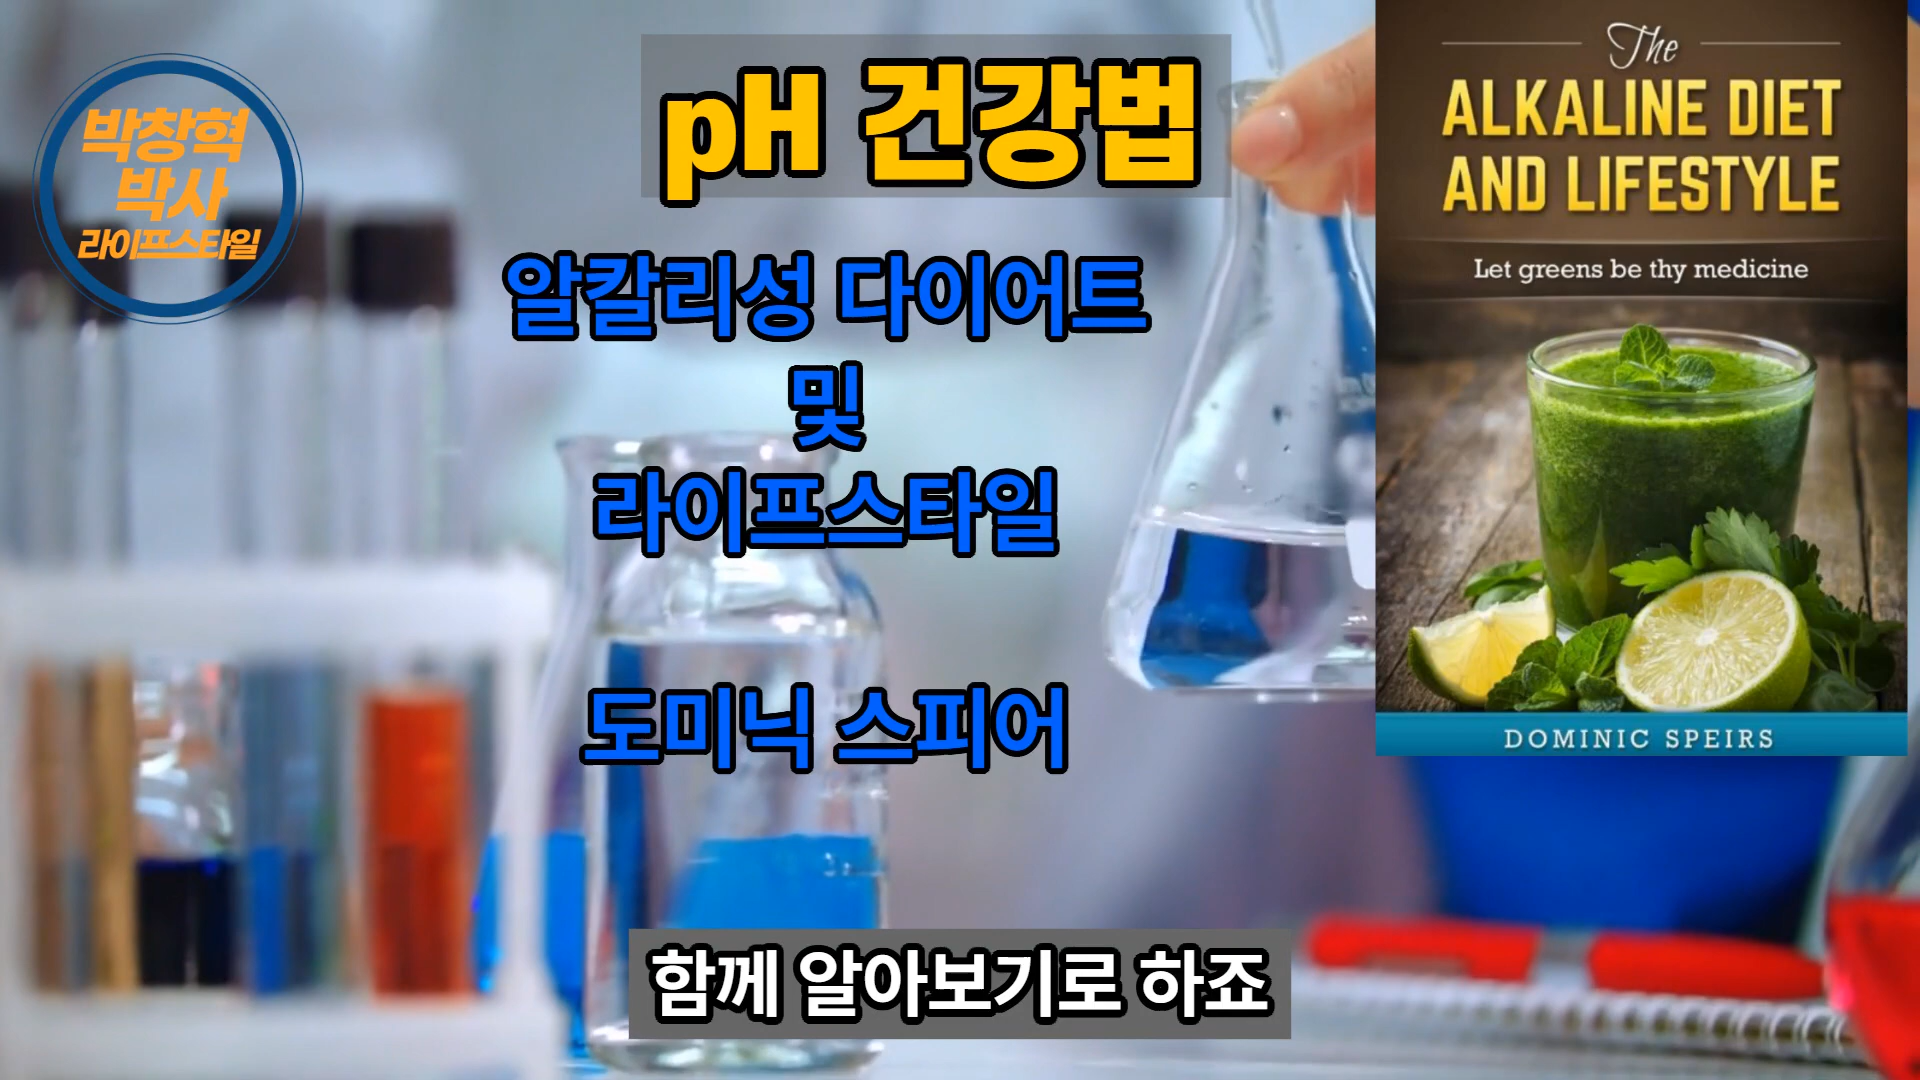 박창혁
박사
라이프스타일
pH 건강법
알칼리성 다이어트
및
라이프스타일
도미닉 스피어
함께 알아보기로 하죠
The
ALKALINE DIET
AND LIFESTYLE
Let greens be thy medicine
DOMINIC SPEIRS